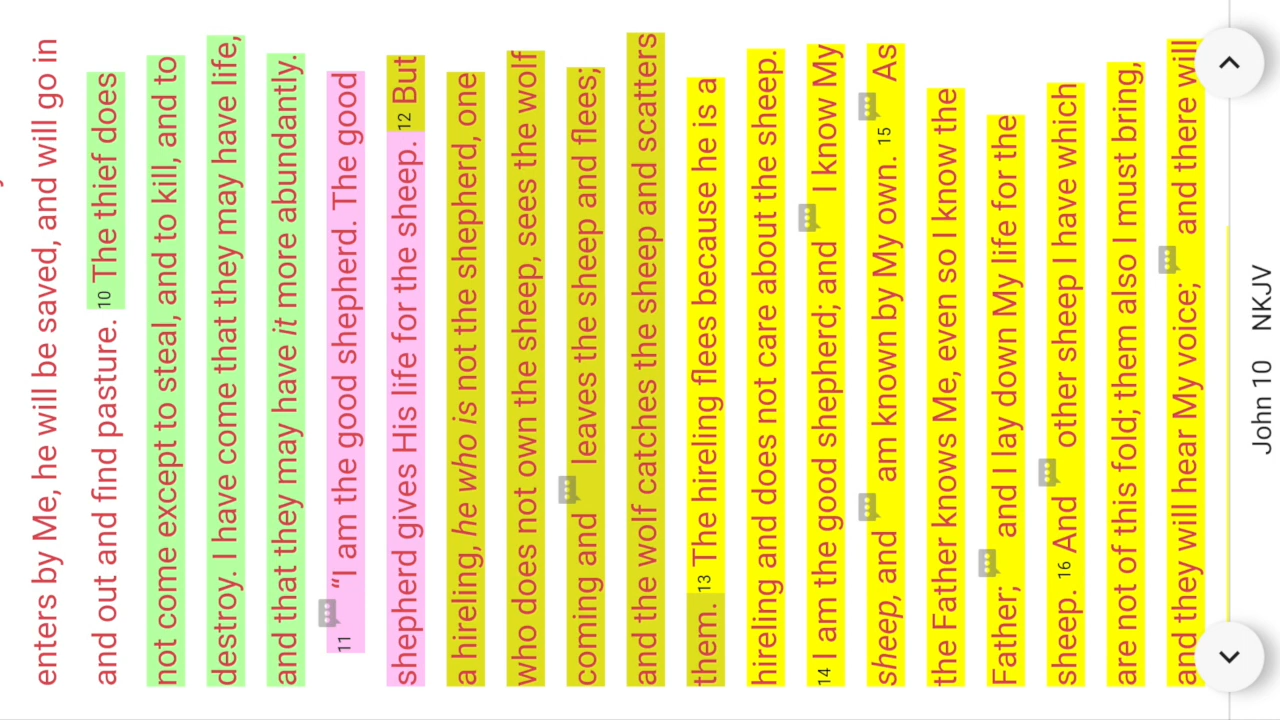 enters by Me, he will be saved, and will go in
and out and find pasture. 10 The thief does
not come except to steal, and to kill, and to
destroy. I have come that they may have life,
and that they may have it more abundantly.
11 “I am the good shepherd. The good
shepherd gives His life for the sheep. 12 But
a hireling, he who is not the shepherd, one
who does not own the sheep, sees the wolf
coming and leaves the sheep and flees;
and the wolf catches the sheep and scatters
them. 13 The hireling flees because he is a
hireling and does not care about the sheep.
14 I am the good shepherd; and I know My
sheep, and am known by My own. 15 As
the Father knows Me, even so I know the
Father; and I lay down My life for the
sheep. 16 And other sheep I have which
are not of this fold; them also I must bring,
and they will hear My voice; and there will
John 10 NKJV